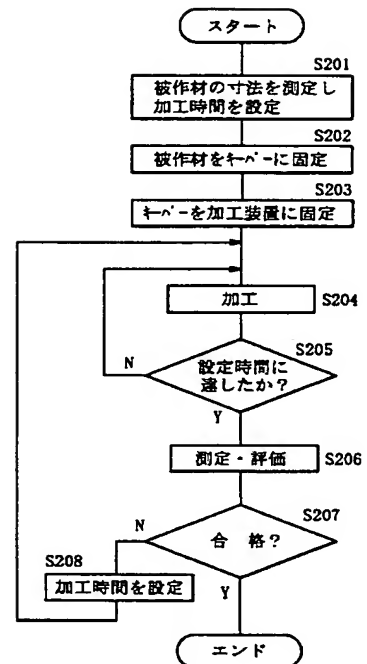 スタート
S201
被作材の寸法を測定し
加工時間を設定
S202
被作材をキーパーに固定
S203
キーパーを加工装置に固定
加工
S204
S205
設定時間に
達したか?
N
Y
測定・評価
S206
S207
合 格?
N
S208
加工時間を設定
Y
エンド